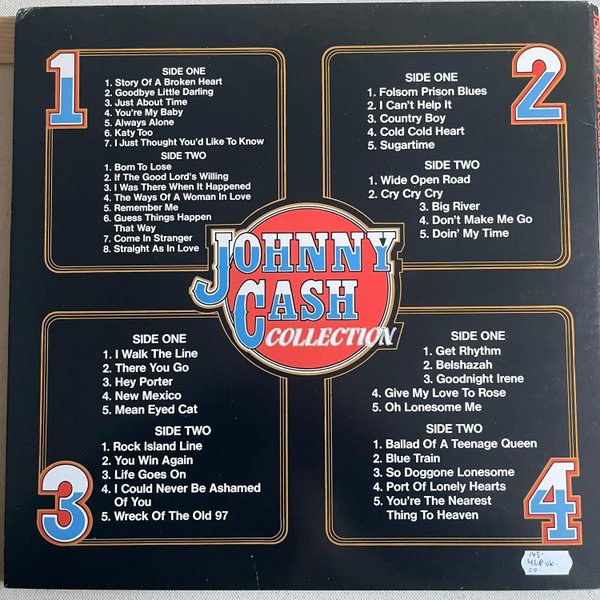 1
SIDE ONE
1. Story Of A Broken Heart
2. Goodbye Little Darling
3. Just About Time
4. You're My Baby
5. Always Alone
6. Katy Too
7. I Just Thought You'd Like To Know
SIDE TWO
1. Born To Lose
2. If The Good Lord's Willing
3. I Was There When It Happened
4. The Ways Of A Woman In Love
5. Remember Me
6. Guess Things Happen
That Way
7. Come In Stranger
8. Straight As In Love
2
SIDE ONE
1. Folsom Prison Blues
2. I Can't Help It
3. Country Boy
4. Cold Cold Heart
5. Sugartime
SIDE TWO
1. Wide Open Road
2. Cry Cry Cry
3. Big River
4. Don't Make Me Go
5. Doin' My Time
JOHNNY
CASH
COLLECTION
SIDE ONE
1. I Walk The Line
2. There You Go
3. Hey Porter
4. New Mexico
5. Mean Eyed Cat
SIDE TWO
1. Rock Island Line
2. You Win Again
3. Life Goes On
4. I Could Never Be Ashamed
Of You
5. Wreck Of The Old 97
3
SIDE ONE
1. Get Rhythm
2. Belshazah
3. Goodnight Irene
4. Give My Love To Rose
5. Oh Lonesome Me
SIDE TWO
1. Ballad Of A Teenage Queen
2. Blue Train
3. So Doggone Lonesome
4. Port Of Lonely Hearts
5. You're The Nearest
Thing To Heaven
4
JOHNNY CASH
145-